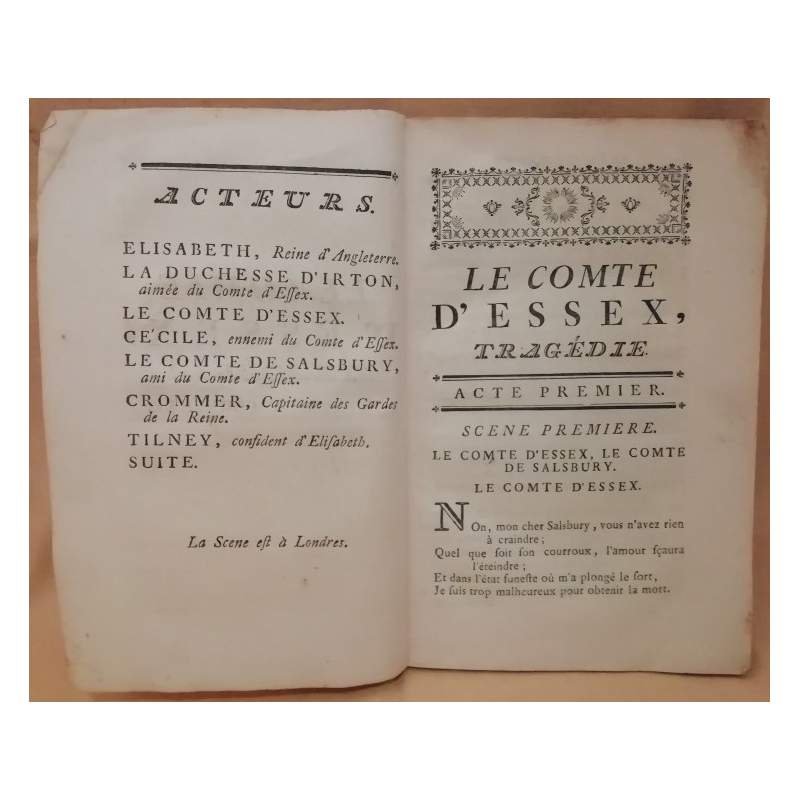 ACTEURS.
ELISABETH, Reine d'Angleterre.
LA DUCHESSE D'IRTON,
aimée du Comte d'Eſſex.
LE COMTE D'ESSEX.
CÉCILE, ennemi du Comte d'Eſſex.
LE COMTE DE SALSBURY,
ami du Comte d'Eſſex.
CROMMER, Capitaine des Gardes
de la Reine.
TILNEY, confident d'Eliſabeth.
SUITE.
La Scene eſt à Londres.
LE COMTE
D'ESSEX,
TRAGÉDIE.
ACTE PREMIER.
SCENE PREMIERE.
LE COMTE D'ESSEX, LE COMTE
DE SALSBURY.
LE COMTE D'ESSEX.
NOn, mon cher Salsbury, vous n'avez rien
à craindre;
Quel que ſoit ſon courroux, l'amour ſçaura
l'éteindre;
Et dans l'état funeſte où m'a plongé le ſort,
Je ſuis trop malheureux pour obtenir la mort.